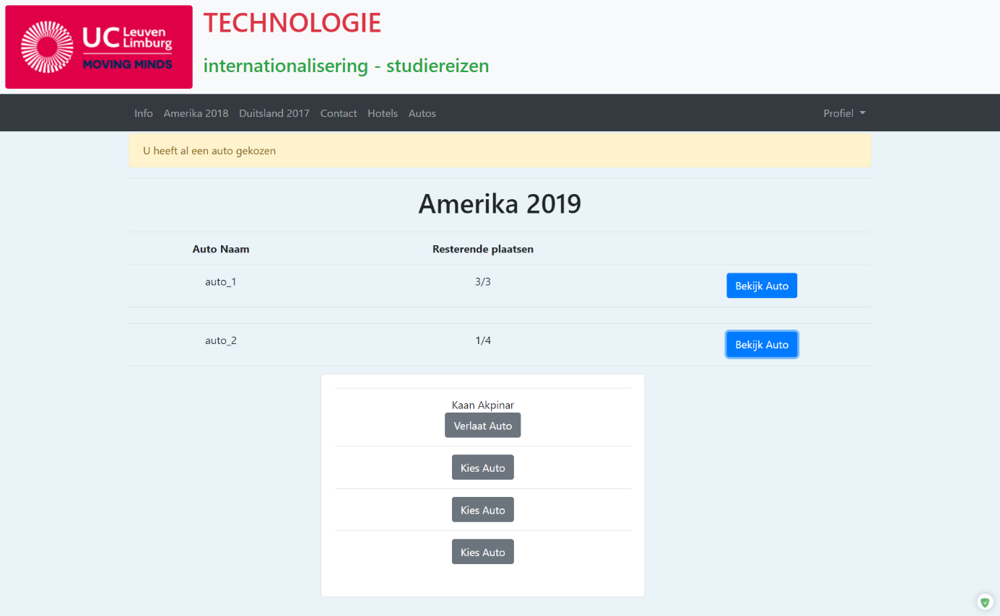 UC Leuven Limburg
MOVING MINDS
TECHNOLOGIE
internationalisering - studiereizen
Info Amerika 2018 Duitsland 2017 Contact Hotels Autos Profiel
U heeft al een auto gekozen
Amerika 2019
Auto Naam Resterende plaatsen
auto_1 3/3 Bekijk Auto
auto_2 1/4 Bekijk Auto
Kaan Akpinar
Verlaat Auto
Kies Auto
Kies Auto
Kies Auto